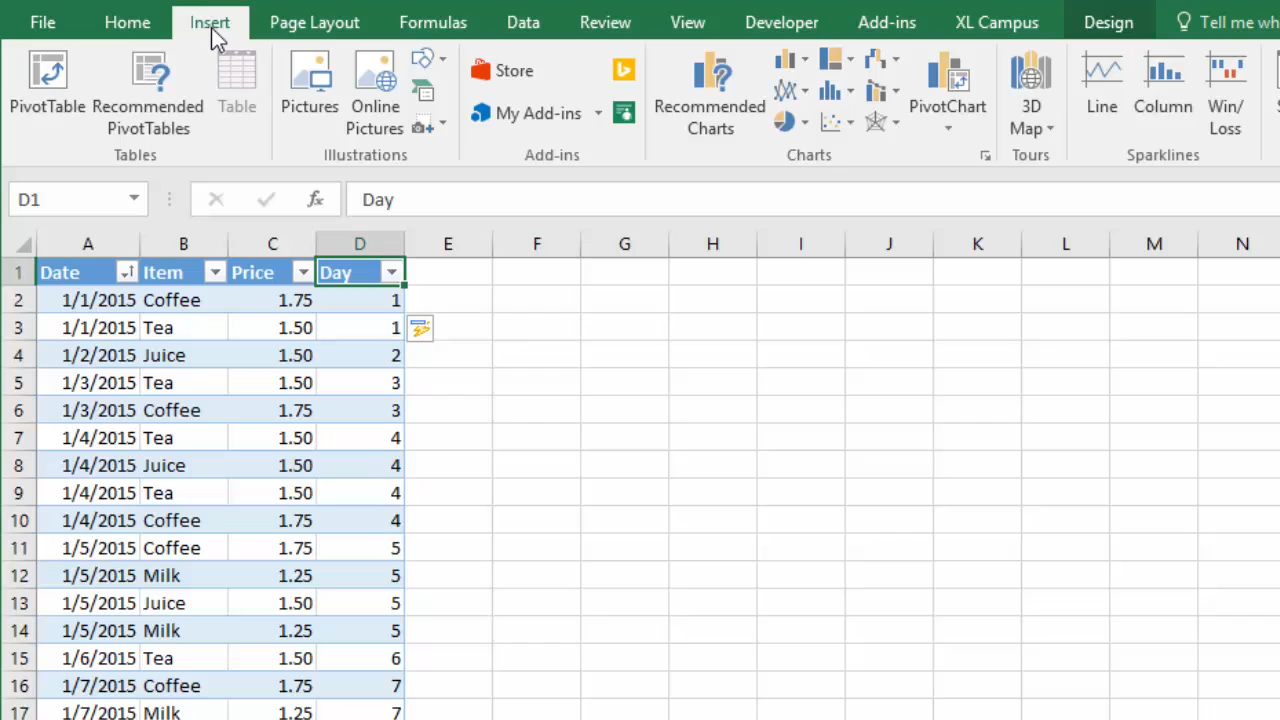 File Home Insert Page Layout Formulas Data Review View Developer Add-ins XL Campus Design Tell me wh
PivotTable Recommended PivotTables Table
Tables
Pictures Online Pictures
Illustrations
Store
My Add-ins
Add-ins
Recommended Charts PivotChart
Charts
3D Map
Tours
Line Column Win/ Loss
Sparklines
D1 fx Day
A B C D E F G H I J K L M N
1 Date Item Price Day
2 1/1/2015 Coffee 1.75 1
3 1/1/2015 Tea 1.50 1
4 1/2/2015 Juice 1.50 2
5 1/3/2015 Tea 1.50 3
6 1/3/2015 Coffee 1.75 3
7 1/4/2015 Tea 1.50 4
8 1/4/2015 Juice 1.50 4
9 1/4/2015 Tea 1.50 4
10 1/4/2015 Coffee 1.75 4
11 1/5/2015 Coffee 1.75 5
12 1/5/2015 Milk 1.25 5
13 1/5/2015 Juice 1.50 5
14 1/5/2015 Milk 1.25 5
15 1/6/2015 Tea 1.50 6
16 1/7/2015 Coffee 1.75 7
17 1/7/2015 Milk 1.25 7